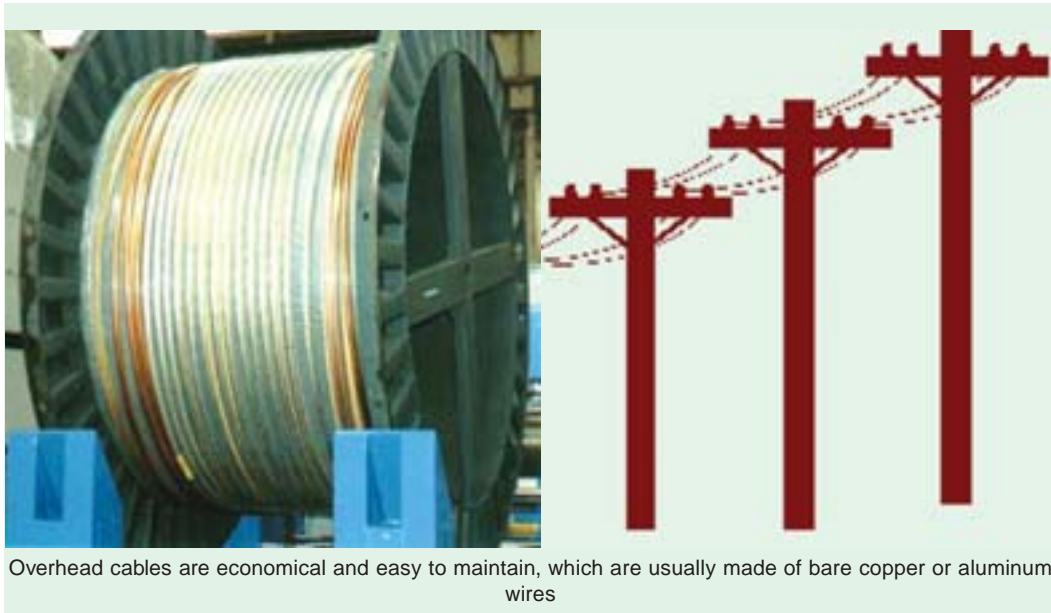 Overhead cables are economical and easy to maintain, which are usually made of bare copper or aluminum
wires